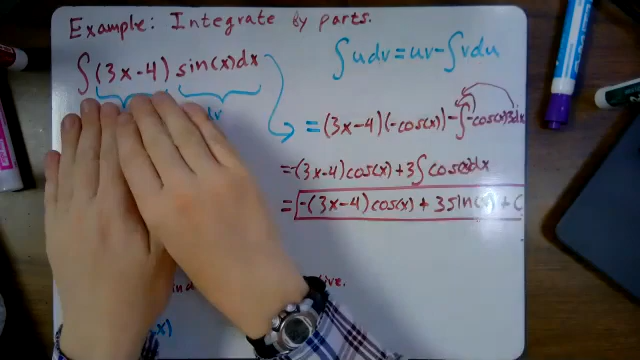 Example: Integrate by parts.
∫(3x-4) sin(x)dx
∫udv=uv-∫vdu
dv
=(3x-4)(-cos(x))-∫-cos(x)3dx
=-(3x-4)cos(x)+3∫cos(x)dx
=-(3x-4)cos(x)+3sin(x)+C